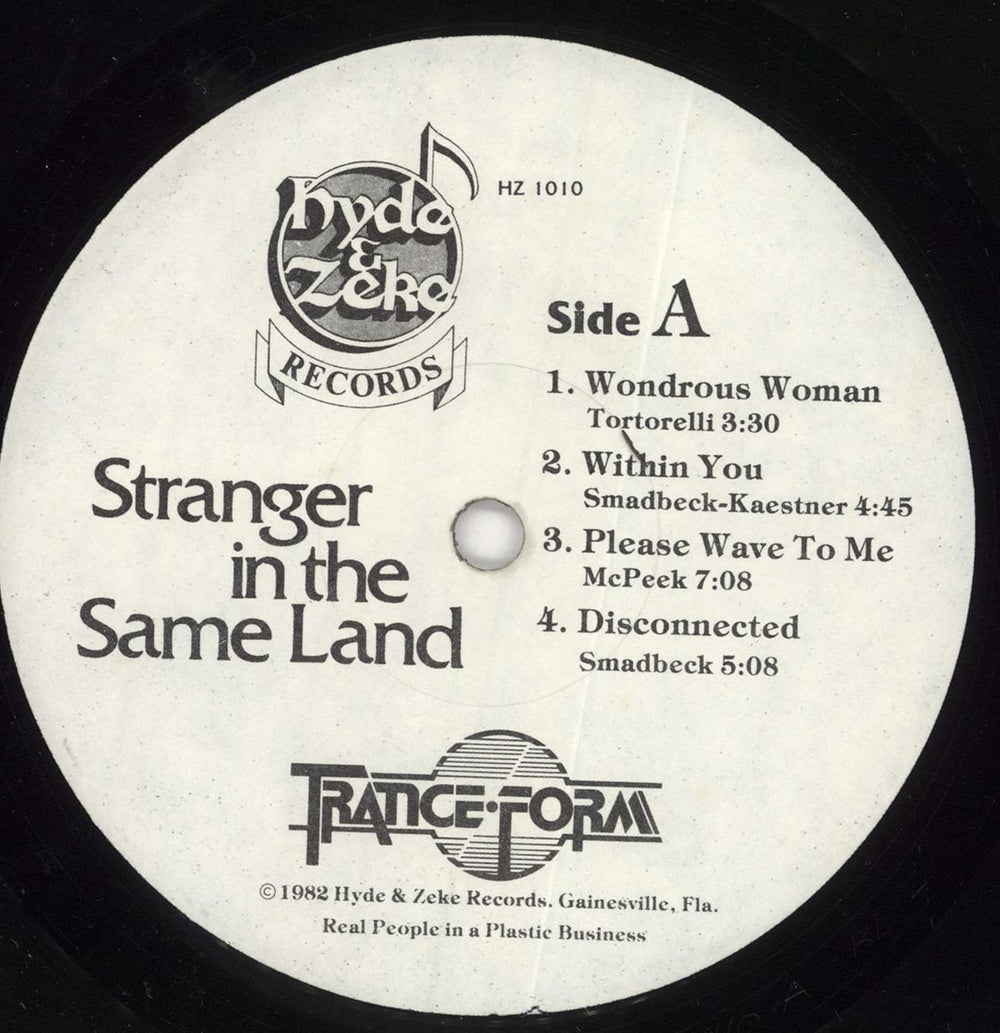 hyde
&
Zeke
RECORDS
HZ 1010
Side A
1. Wondrous Woman
Tortorelli 3:30
2. Within You
Smadbeck-Kaestner 4:45
3. Please Wave To Me
McPeek 7:08
4. Disconnected
Smadbeck 5:08
Stranger
in the
Same Land
TRANCE·FORM
©1982 Hyde & Zeke Records. Gainesville, Fla.
Real People in a Plastic Business